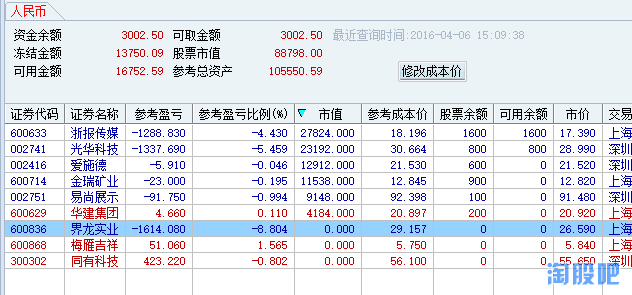 人民币
资金余额 3002.50 可取金额 3002.50 最近查询时间:2016-04-06 15:09:38
冻结金额 13750.09 股票市值 88798.00
可用金额 16752.59 参考总资产 105550.59 修改成本价
证券代码 证券名称 参考盈亏 参考盈亏比例(%) 市值 参考成本价 股票余额 可用余额 市价 交易
600633 浙报传媒 -1288.830 -4.430 27824.000 18.196 1600 1600 17.390 上海
002741 光华科技 -1337.690 -5.459 23192.000 30.664 800 800 28.990 深圳
002416 爱施德 -5.910 -0.046 12912.000 21.530 600 0 21.520 深圳
600714 金瑞矿业 -23.000 -0.195 11538.000 12.845 900 0 12.820 上海
002751 易尚展示 -91.750 -0.994 9148.000 92.398 100 0 91.480 深圳
600629 华建集团 4.660 0.110 4184.000 20.897 200 0 20.920 上海
600836 界龙实业 -1614.080 -8.804 0.000 29.157 0 0 26.590 上海
600868 梅雁吉祥 51.060 1.565 0.000 5.750 0 0 5.840 上海
300302 同有科技 423.220 -0.802 0.000 56.100 0 0 55.650 深圳
淘股吧